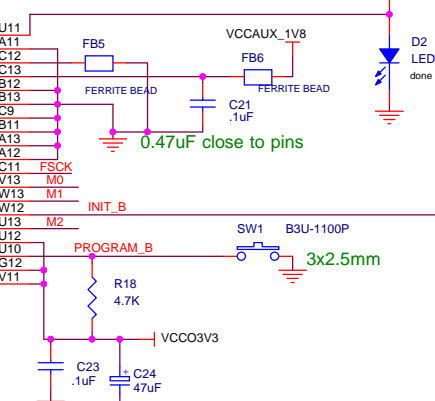 U11
A11
C12
C13
B12
B13
C9
B11
A13
A12
C11
V13
W13
W12
U13
U12
U10
G12
V11
FB5
FERRITE BEAD
VCCAUX_1V8
FB6
FERRITE BEAD
C21
.1uF
0.47uF close to pins
D2
LED
done
FSCK
M0
M1
INIT_B
M2
PROGRAM_B
SW1 B3U-1100P
3x2.5mm
R18
4.7K
VCCO3V3
C23
.1uF
+
C24
47uF